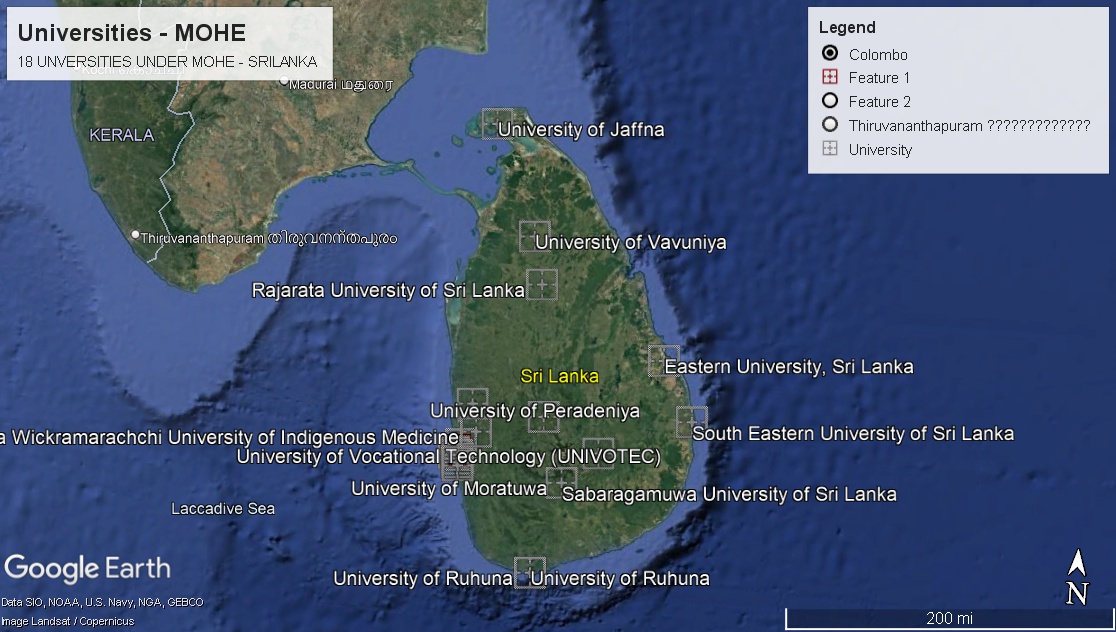 Universities - MOHE
18 UNVERSITIES UNDER MOHE - SRILANKA
Legend
Colombo
Feature 1
Feature 2
Thiruvananthapuram ?????????????
University
Madurai மதுரை
KERALA
University of Jaffna
Thiruvananthapuram തിരുവനന്തപുരം
University of Vavuniya
Rajarata University of Sri Lanka
Eastern University, Sri Lanka
Sri Lanka
University of Peradeniya
South Eastern University of Sri Lanka
a Wickramarachchi University of Indigenous Medicine
University of Vocational Technology (UNIVOTEC)
University of Moratuwa
Sabaragamuwa University of Sri Lanka
Laccadive Sea
Google Earth
University of Ruhuna
University of Ruhuna
N
Data SIO, NOAA, U.S. Navy, NGA, GEBCO
Image Landsat / Copernicus
200 mi